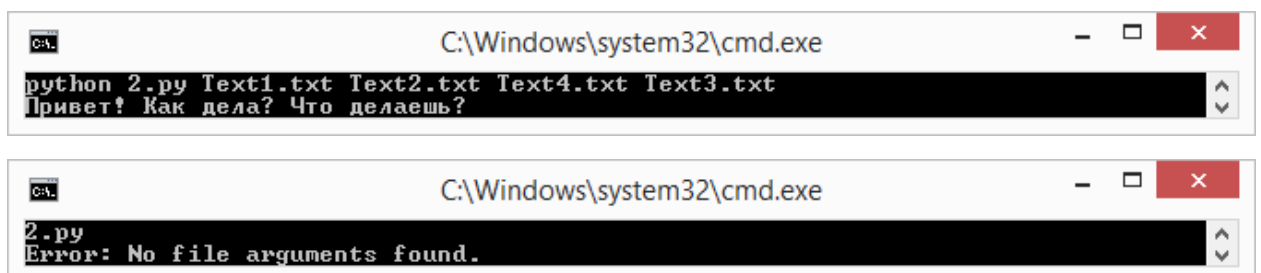 C:\Windows\system32\cmd.exe
python 2.py Text1.txt Text2.txt Text4.txt Text3.txt
Привет! Как дела? Что делаешь?
C:\Windows\system32\cmd.exe
2.py
Error: No file arguments found.